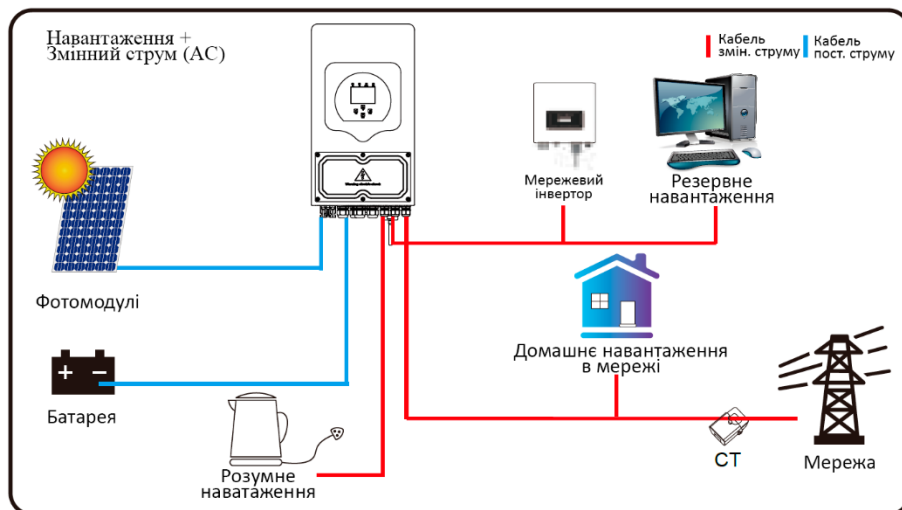 Навантаження +
Змінний струм (AC)
Кабель
змін. струму
Кабель
пост. струму
Мережевий
інвертор
Резервне
навантаження
Фотомодулі
Домашнє навантаження
в мережі
Батарея
Розумне
наватаження
CT
Мережа